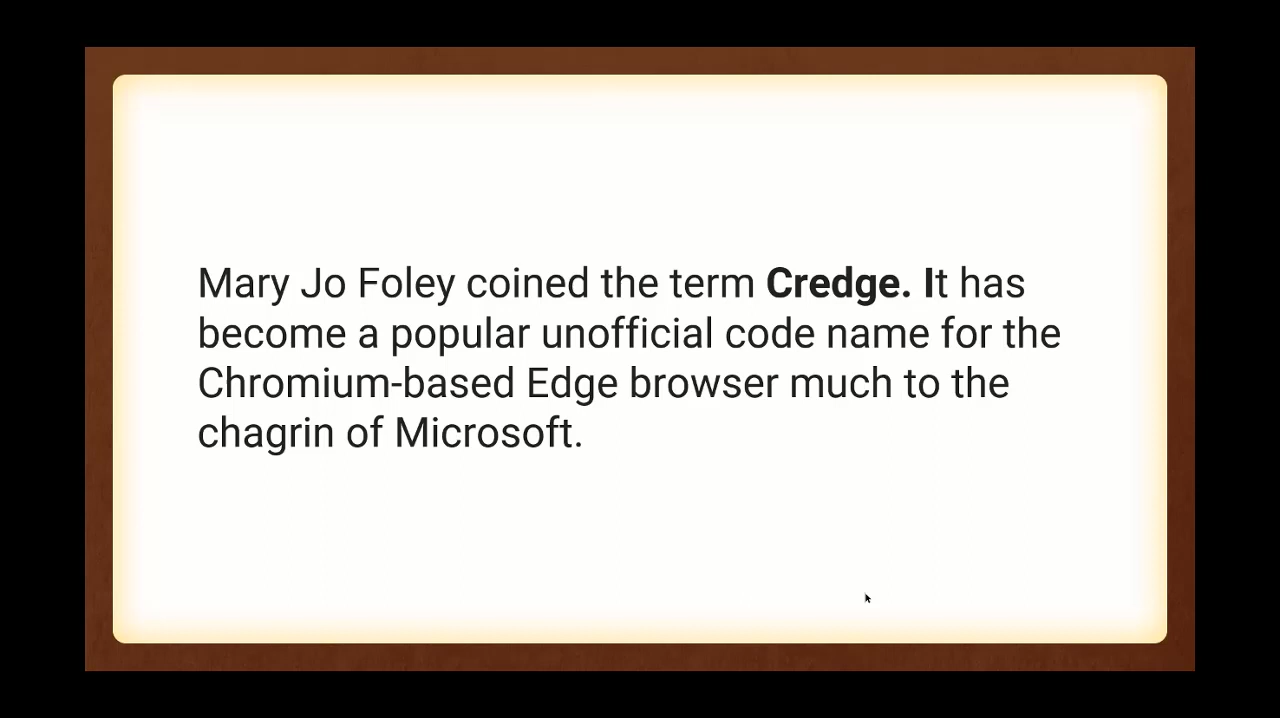 Mary Jo Foley coined the term Credge. It has
become a popular unofficial code name for the
Chromium-based Edge browser much to the
chagrin of Microsoft.